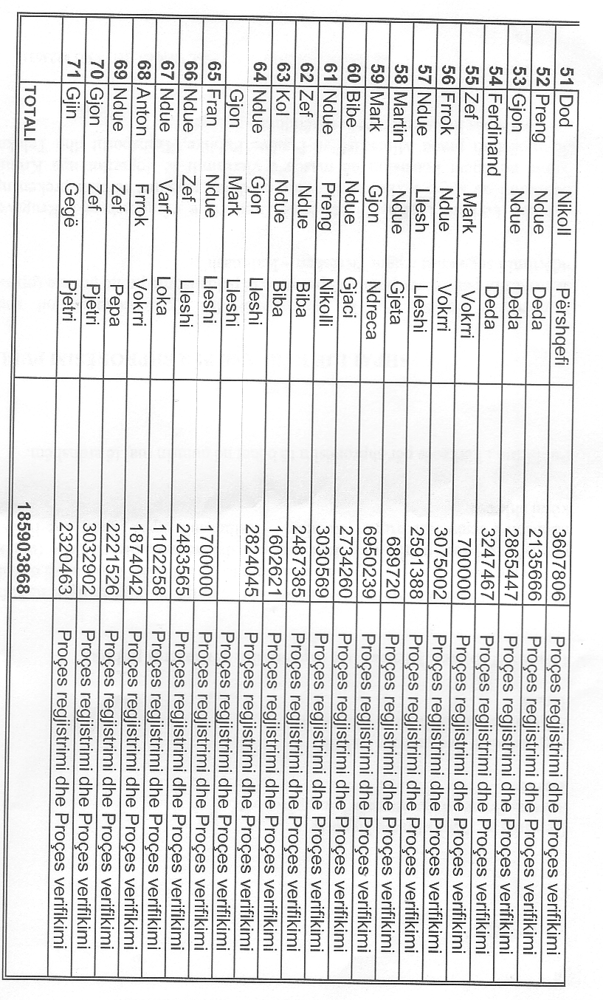 51 Dod Nikoll Përshqefi 3607806 Proçes regjistrimi dhe Proçes verifikimi
52 Preng Ndue Deda 2135666 Proçes regjistrimi dhe Proçes verifikimi
53 Gjon Ndue Deda 2865447 Proçes regjistrimi dhe Proçes verifikimi
54 Ferdinand Deda 3247467 Proçes regjistrimi dhe Proçes verifikimi
55 Zef Mark Vokrri 700000 Proçes regjistrimi dhe Proçes verifikimi
56 Frrok Ndue Vokrri 3075002 Proçes regjistrimi dhe Proçes verifikimi
57 Ndue Llesh Lleshi 2591388 Proçes regjistrimi dhe Proçes verifikimi
58 Martin Ndue Gjeta 689720 Proçes regjistrimi dhe Proçes verifikimi
59 Mark Gjon Ndreca 6950239 Proçes regjistrimi dhe Proçes verifikimi
60 Bibe Ndue Gjaci 2734260 Proçes regjistrimi dhe Proçes verifikimi
61 Ndue Preng Nikolli 3030569 Proçes regjistrimi dhe Proçes verifikimi
62 Zef Ndue Biba 2487385 Proçes regjistrimi dhe Proçes verifikimi
63 Kol Ndue Biba 1602621 Proçes regjistrimi dhe Proçes verifikimi
64 Ndue Gjon Lleshi 2824045 Proçes regjistrimi dhe Proçes verifikimi
Gjon Mark Lleshi Proçes regjistrimi dhe Proçes verifikimi
65 Fran Ndue Lleshi 1700000 Proçes regjistrimi dhe Proçes verifikimi
66 Ndue Zef Lleshi 2483565 Proçes regjistrimi dhe Proçes verifikimi
67 Ndue Varf Loka 1102258 Proçes regjistrimi dhe Proçes verifikimi
68 Anton Frrok Vokrri 1874042 Proçes regjistrimi dhe Proçes verifikimi
69 Ndue Zef Pepa 2221526 Proçes regjistrimi dhe Proçes verifikimi
70 Gjon Zef Pjetri 3032902 Proçes regjistrimi dhe Proçes verifikimi
71 Gjin Gegë Pjetri 2320463 Proçes regjistrimi dhe Proçes verifikimi
TOTALI 185903868